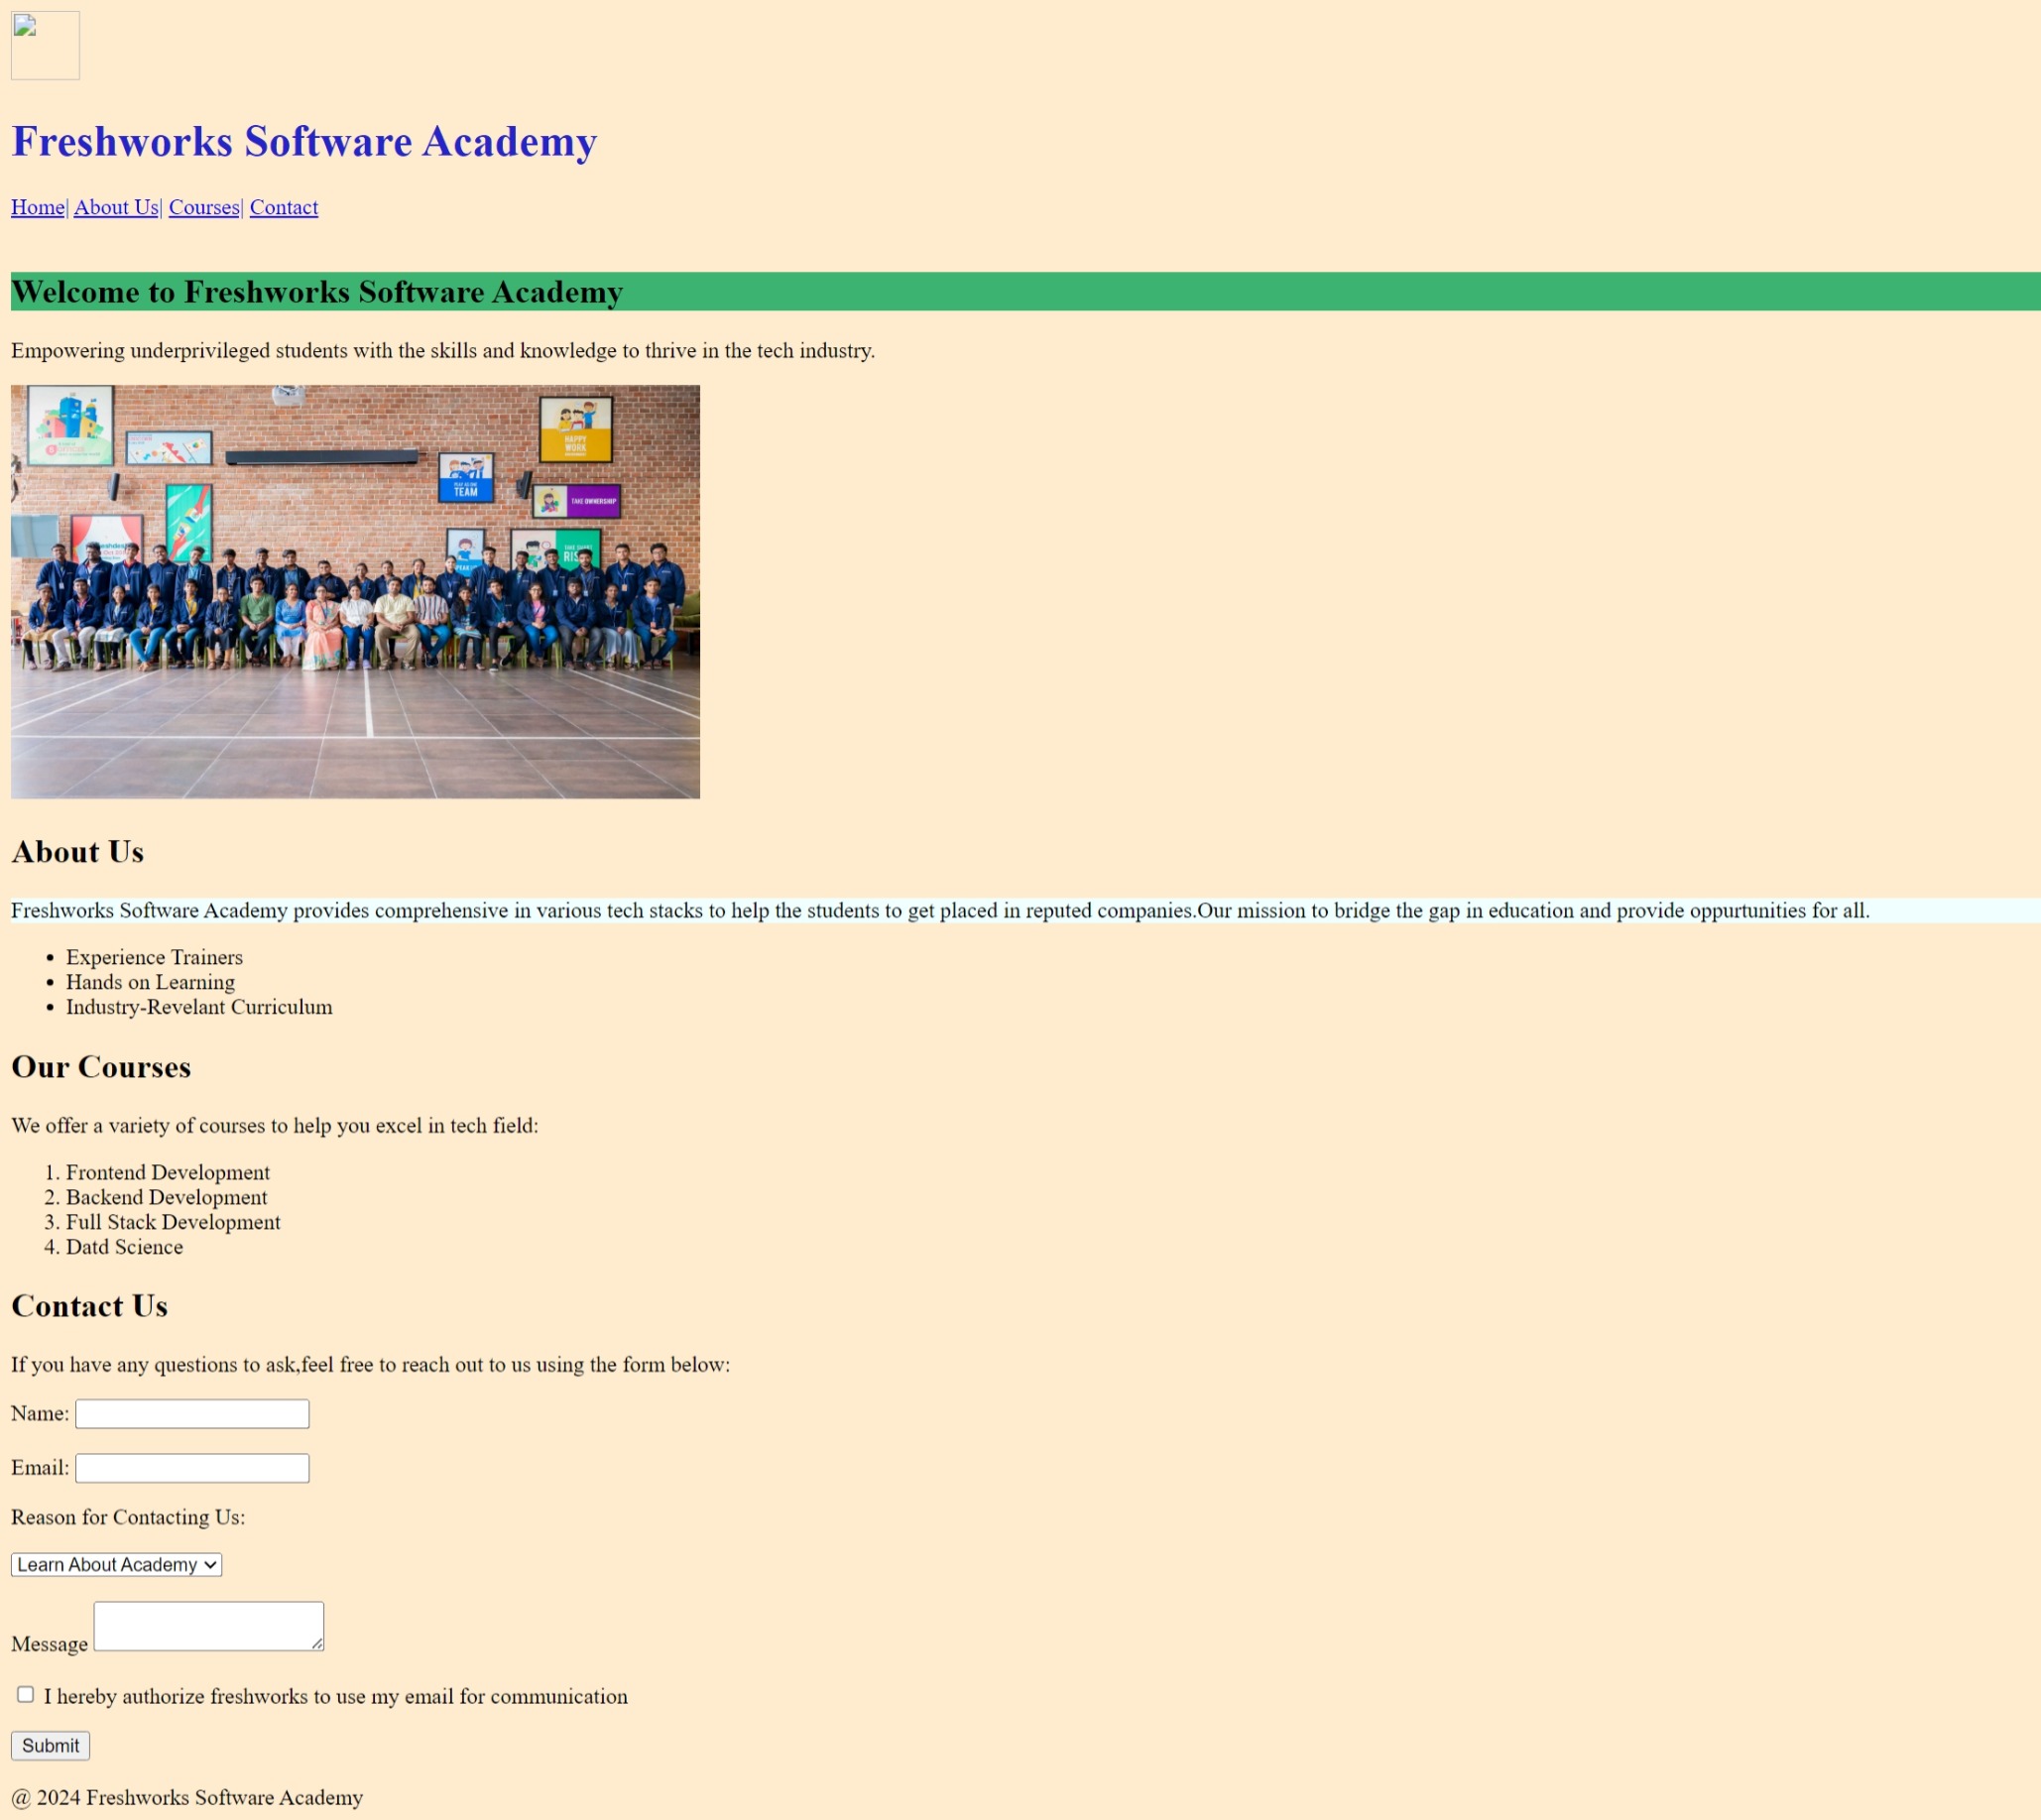 Freshworks Software Academy
Home| About Us| Courses| Contact
Welcome to Freshworks Software Academy
Empowering underprivileged students with the skills and knowledge to thrive in the tech industry.
HAPPY
WORK
TEAM
TAKE OWNERSHIP
About Us
Freshworks Software Academy provides comprehensive in various tech stacks to help the students to get placed in reputed companies.Our mission to bridge the gap in education and provide oppurtunities for all.
• Experience Trainers
• Hands on Learning
• Industry-Revelant Curriculum
Our Courses
We offer a variety of courses to help you excel in tech field:
1. Frontend Development
2. Backend Development
3. Full Stack Development
4. Datd Science
Contact Us
If you have any questions to ask,feel free to reach out to us using the form below:
Name:
Email:
Reason for Contacting Us:
Learn About Academy
Message
I hereby authorize freshworks to use my email for communication
Submit
@ 2024 Freshworks Software Academy